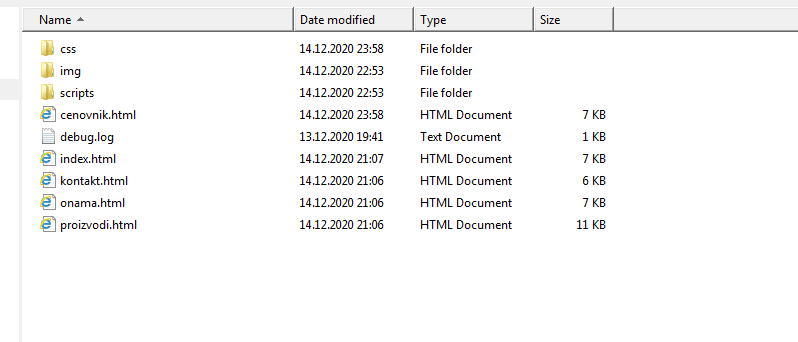 Name Date modified Type Size
css 14.12.2020 23:58 File folder
img 14.12.2020 22:53 File folder
scripts 14.12.2020 22:53 File folder
cenovnik.html 14.12.2020 23:58 HTML Document 7 KB
debug.log 13.12.2020 19:41 Text Document 1 KB
index.html 14.12.2020 21:07 HTML Document 7 KB
kontakt.html 14.12.2020 21:06 HTML Document 6 KB
onama.html 14.12.2020 21:06 HTML Document 7 KB
proizvodi.html 14.12.2020 21:06 HTML Document 11 KB